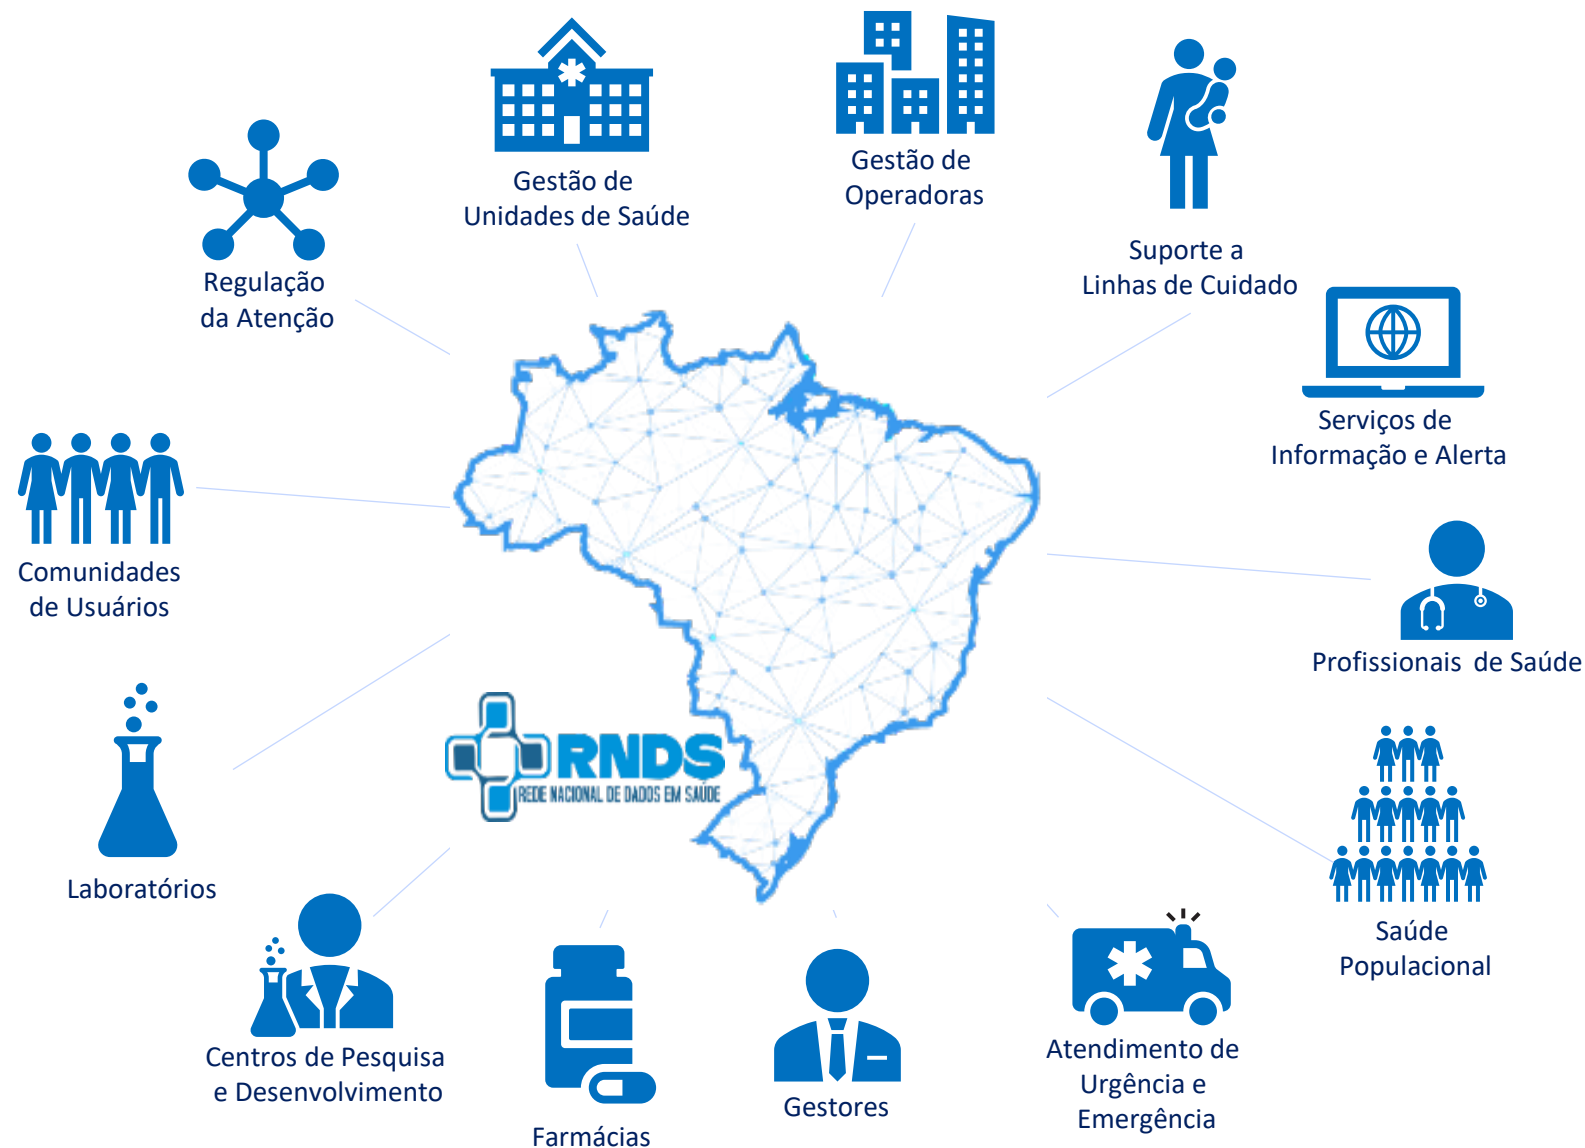 Gestão de
Unidades de Saúde
Gestão de
Operadoras
Suporte a
Linhas de Cuidado
Regulação
da Atenção
Serviços de
Informação e Alerta
Comunidades
de Usuários
Profissionais de Saúde
RNDS
REDE NACIONAL DE DADOS EM SAÚDE
Laboratórios
Saúde
Populacional
Centros de Pesquisa
e Desenvolvimento
Farmácias
Gestores
Atendimento de
Urgência e
Emergência